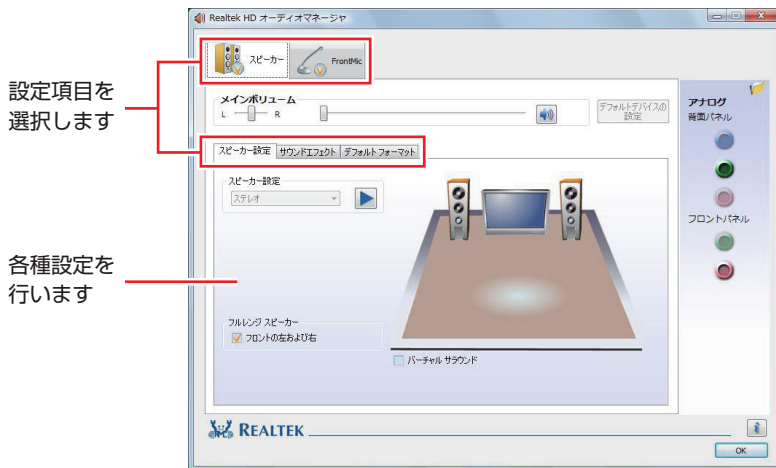 Realtek HD オーディオマネージャ
スピーカー
FrontMic
設定項目を
選択します
メインボリューム
L
R
デフォルトデバイスの
設定
アナログ
背面パネル
スピーカー設定
サウンドエフェクト
デフォルトフォーマット
スピーカー設定
ステレオ
フロントパネル
各種設定を
行います
フルレンジ スピーカー
フロントの左および右
バーチャル サラウンド
REALTEK
i
OK